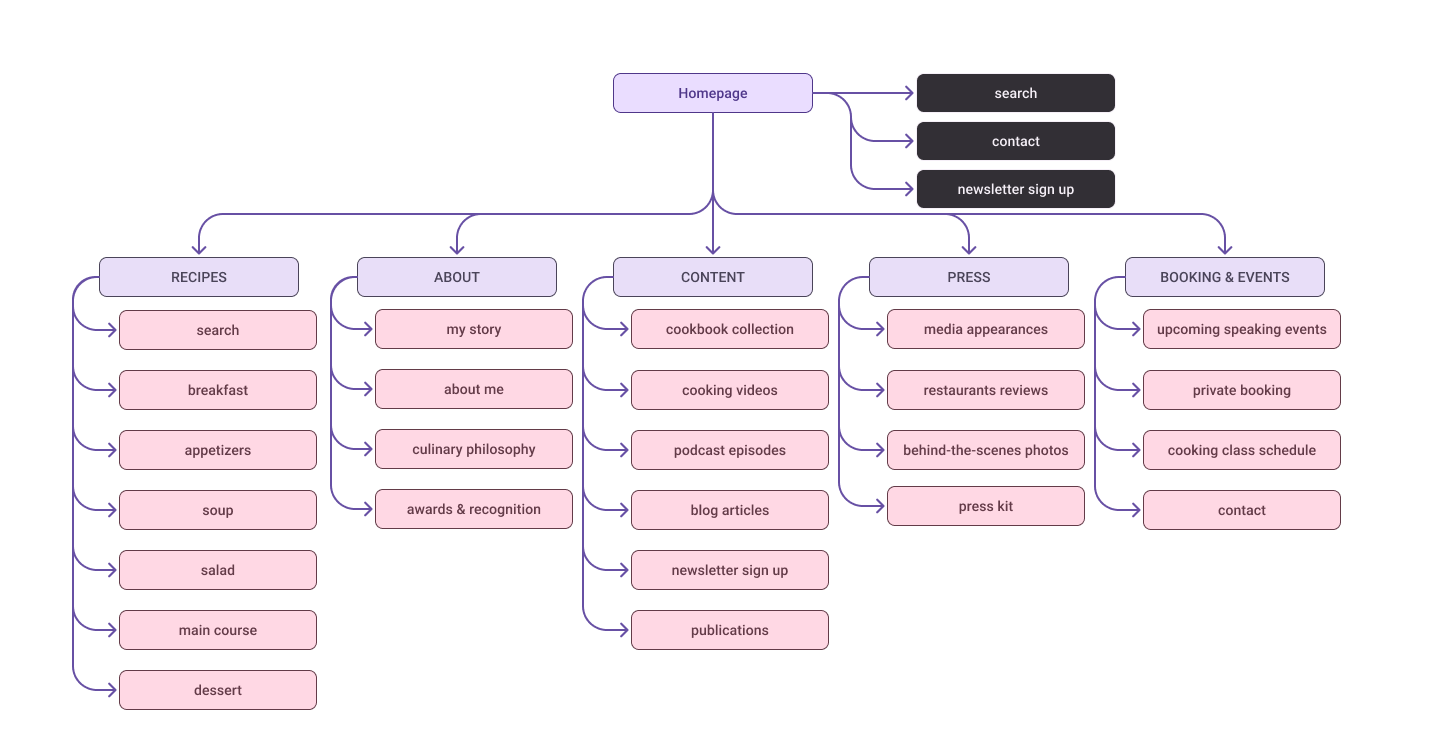 Homepage
search
contact
newsletter sign up
RECIPES
search
breakfast
appetizers
soup
salad
main course
dessert
ABOUT
my story
about me
culinary philosophy
awards & recognition
CONTENT
cookbook collection
cooking videos
podcast episodes
blog articles
newsletter sign up
publications
PRESS
media appearances
restaurants reviews
behind-the-scenes photos
press kit
BOOKING & EVENTS
upcoming speaking events
private booking
cooking class schedule
contact